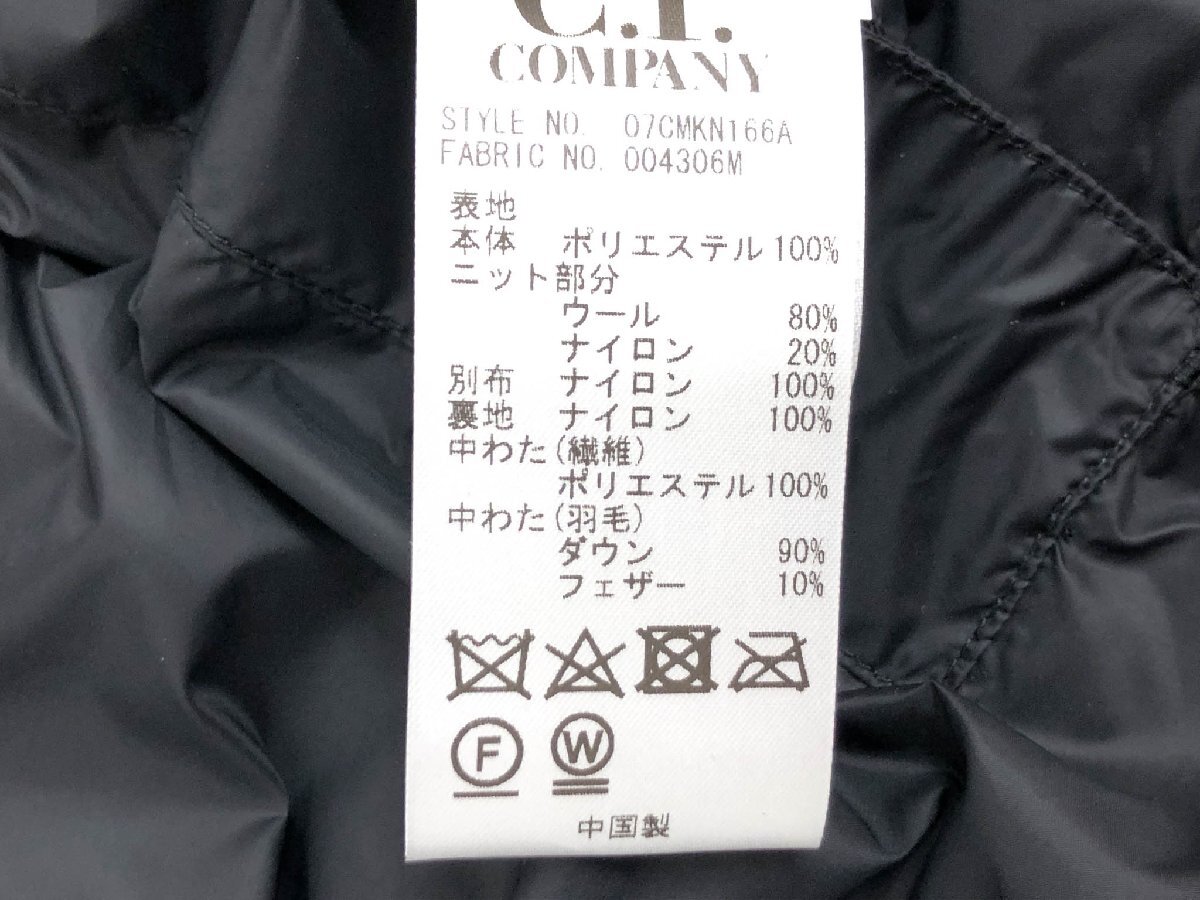 C.P.
COMPANY
STYLE NO. 07CMKN166A
FABRIC NO. 004306M
表地
本体 ポリエステル 100%
ニット部分
ウール 80%
ナイロン 20%
別布 ナイロン 100%
裏地 ナイロン 100%
中わた(繊維)
ポリエステル 100%
中わた(羽毛)
ダウン 90%
フェザー 10%
F W
中国製